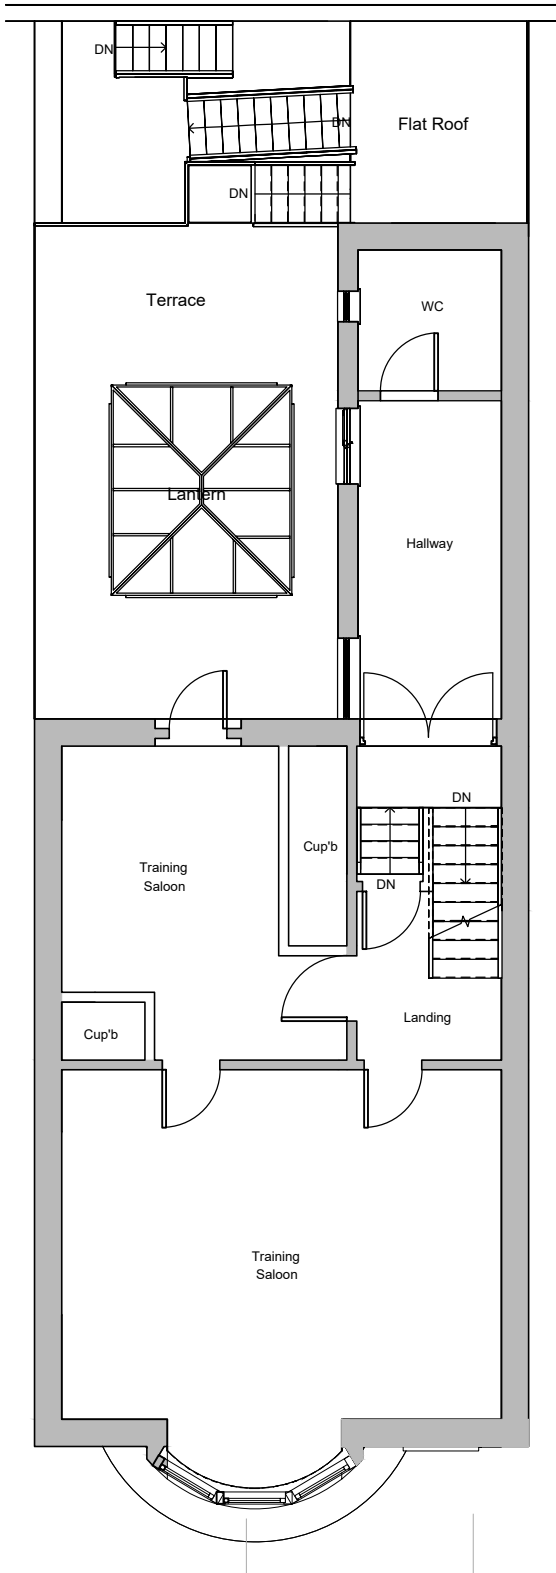 DN
DN
Flat Roof
DN
Terrace
WC
Lantern
Hallway
DN
Cup'b
Training
Saloon
DN
Landing
Cup'b
Training
Saloon